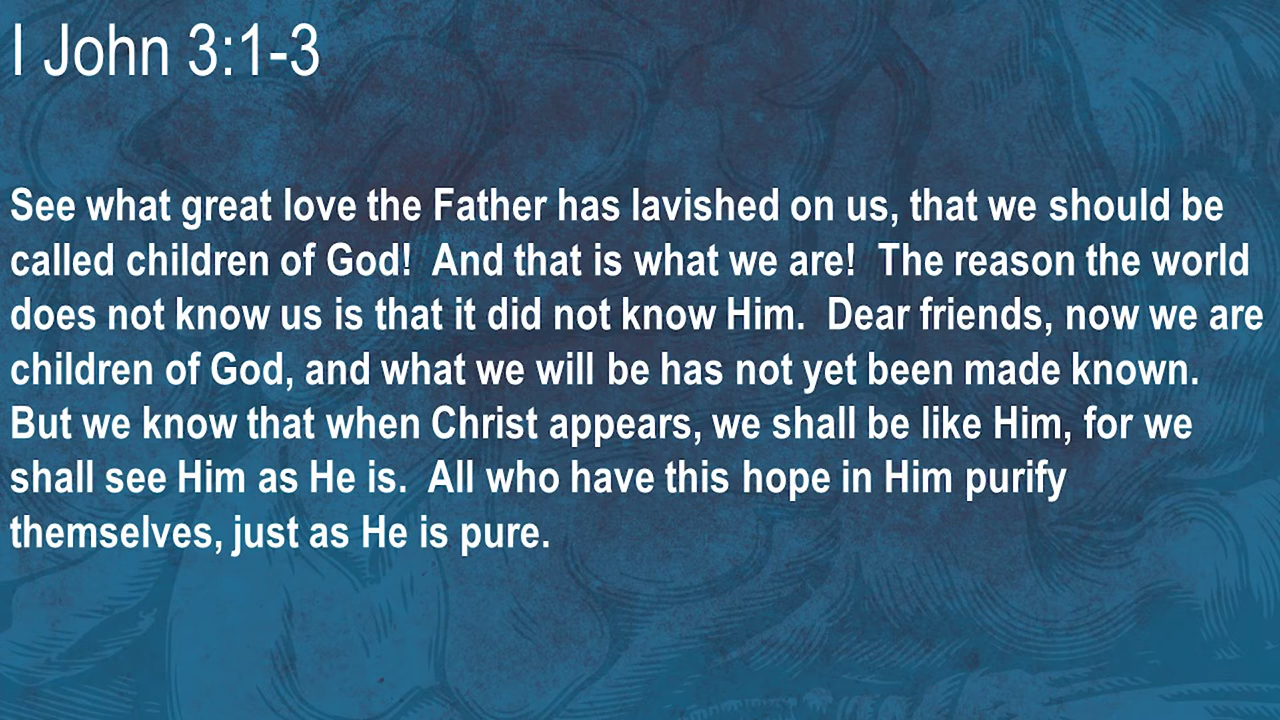 I John 3:1-3
See what great love the Father has lavished on us, that we should be
called children of God!  And that is what we are!  The reason the world
does not know us is that it did not know Him.  Dear friends, now we are
children of God, and what we will be has not yet been made known.
But we know that when Christ appears, we shall be like Him, for we
shall see Him as He is.  All who have this hope in Him purify
themselves, just as He is pure.